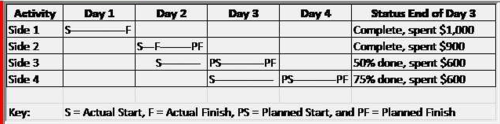 Activity Day 1 Day 2 Day 3 Day 4 Status End of Day 3
Side 1 S F Complete, spent $1,000
Side 2 S F PF Complete, spent $900
Side 3 S PS PF 50% done, spent $600
Side 4 S PS PF 75% done, spent $600
Key: S = Actual Start, F = Actual Finish, PS = Planned Start, and PF = Planned Finish